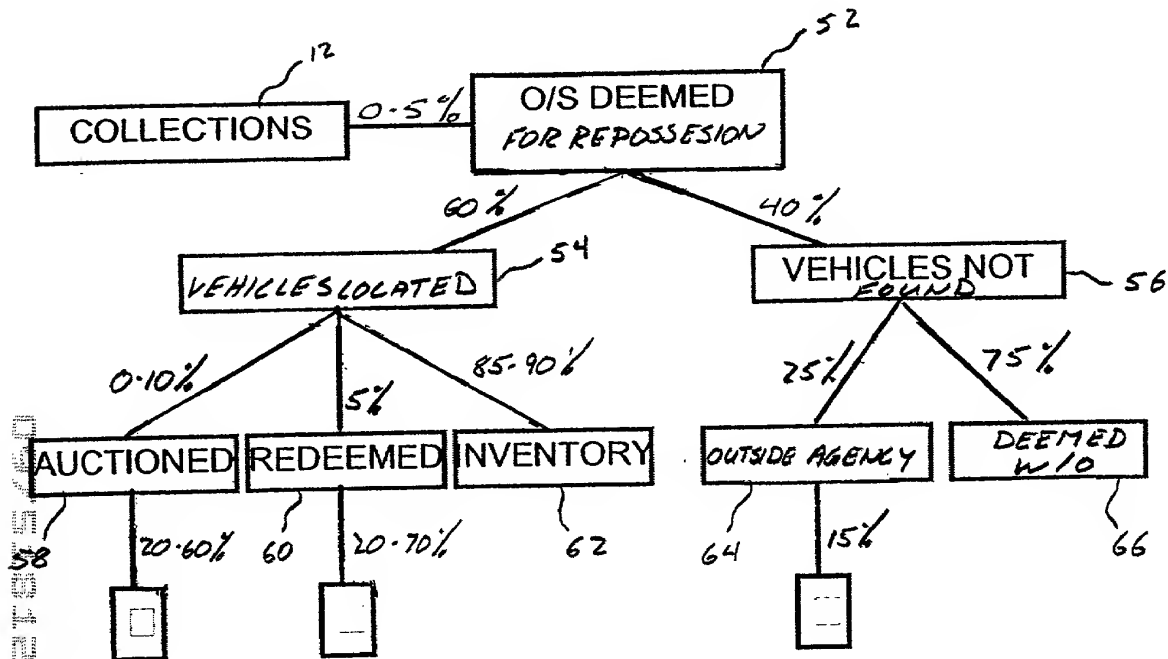 12
52
COLLECTIONS
0-5%
O/S DEEMED
FOR REPOSSESION
60%
40%
VEHICLES LOCATED
54
VEHICLES NOT
FOUND
56
0-10%
5%
85-90%
25%
75%
AUCTIONED
REDEEMED
INVENTORY
OUTSIDE AGENCY
DEEMED
W/O
58
20-60%
60
20-70%
62
64
15%
66